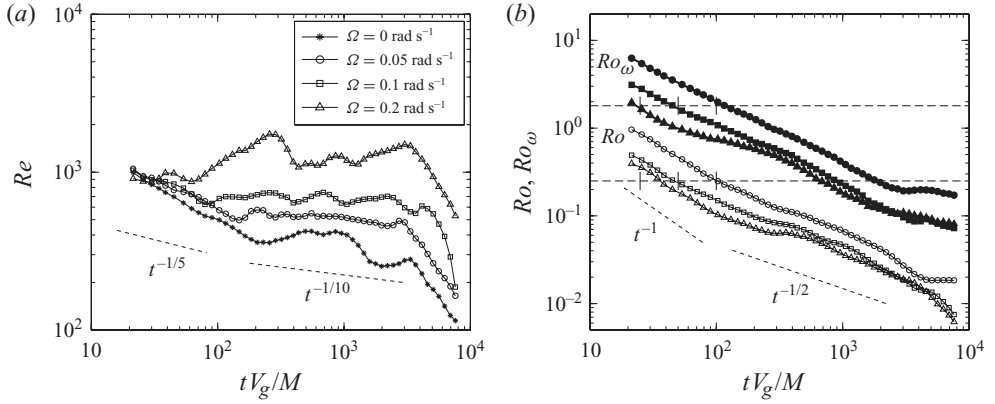 (a)
10^4
10^3
10^2
Re
Ω = 0 rad s^−1
Ω = 0.05 rad s^−1
Ω = 0.1 rad s^−1
Ω = 0.2 rad s^−1
t^−1/5
t^−1/10
10 10^2 10^3 10^4
tV_g/M
(b)
10^1
10^0
10^−1
10^−2
Ro, Ro_ω
Ro_ω
Ro
t^−1
t^−1/2
10 10^2 10^3 10^4
tV_g/M